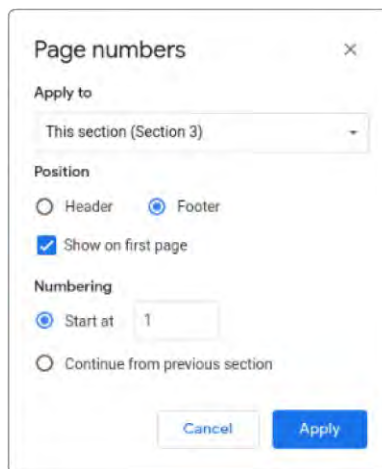 Page numbers
Apply to
This section (Section 3)
Position
Header Footer
Show on first page
Numbering
Start at 1
Continue from previous section
Cancel Apply